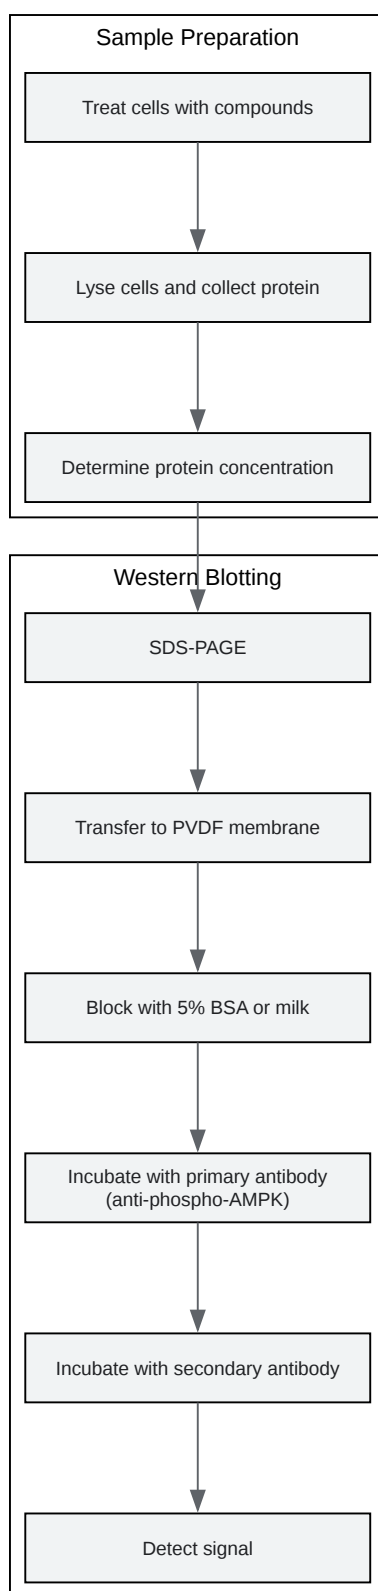 Sample Preparation
Treat cells with compounds
Lyse cells and collect protein
Determine protein concentration
Western Blotting
SDS-PAGE
Transfer to PVDF membrane
Block with 5% BSA or milk
Incubate with primary antibody
(anti-phospho-AMPK)
Incubate with secondary antibody
Detect signal